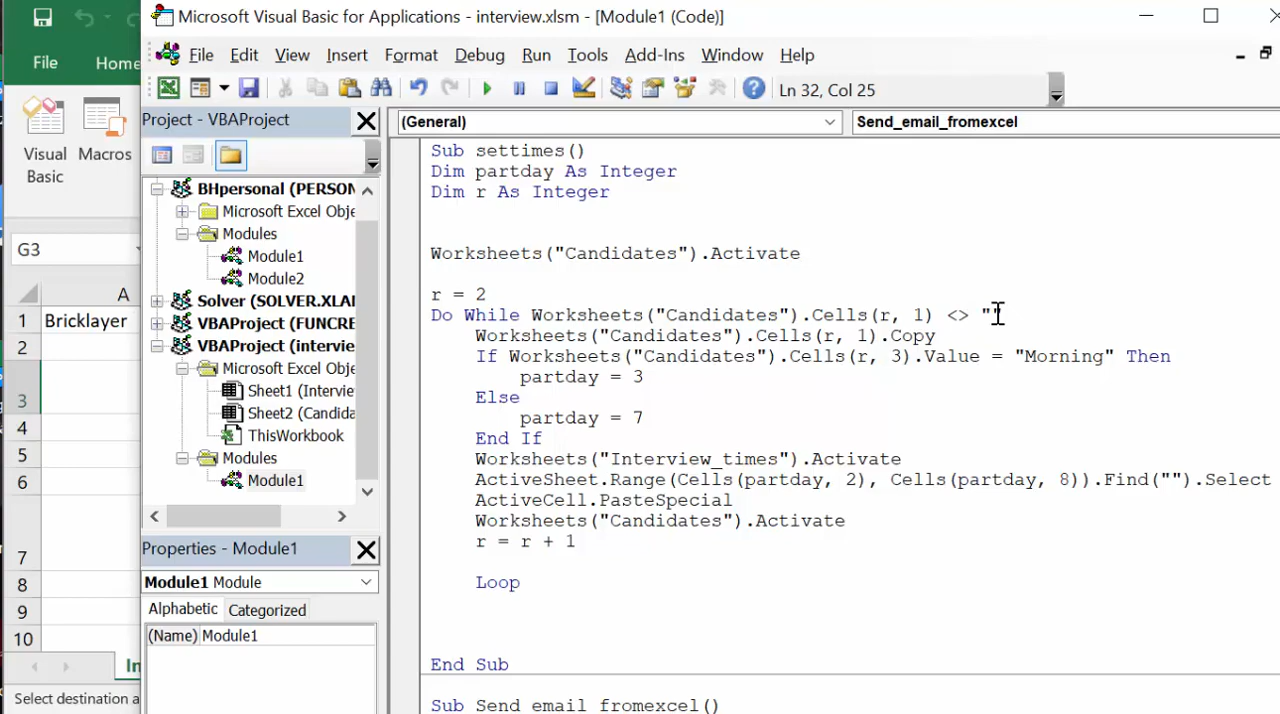 Microsoft Visual Basic for Applications - interview.xlsm - [Module1 (Code)]
File Edit View Insert Format Debug Run Tools Add-Ins Window Help
Ln 32, Col 25
File Home
Visual Basic
Macros
G3
A
1 Bricklayer
2
3
4
5
6
7
8
9
10
In
Select destination a
Project - VBAProject
BHpersonal (PERSON
Microsoft Excel Obje
Modules
Module1
Module2
Solver (SOLVER.XLAI
VBAProject (FUNCRE
VBAProject (intervie
Microsoft Excel Obje
Sheet1 (Intervie
Sheet2 (Candida
ThisWorkbook
Modules
Module1
Properties - Module1
Module1 Module
Alphabetic Categorized
(Name) Module1
(General) Send_email_fromexcel
Sub settimes()
Dim partday As Integer
Dim r As Integer
Worksheets("Candidates").Activate
r = 2
Do While Worksheets("Candidates").Cells(r, 1) <> ""
Worksheets("Candidates").Cells(r, 1).Copy
If Worksheets("Candidates").Cells(r, 3).Value = "Morning" Then
partday = 3
Else
partday = 7
End If
Worksheets("Interview_times").Activate
ActiveSheet.Range(Cells(partday, 2), Cells(partday, 8)).Find("").Select
ActiveCell.PasteSpecial
Worksheets("Candidates").Activate
r = r + 1
Loop
End Sub
Sub Send_email_fromexcel()